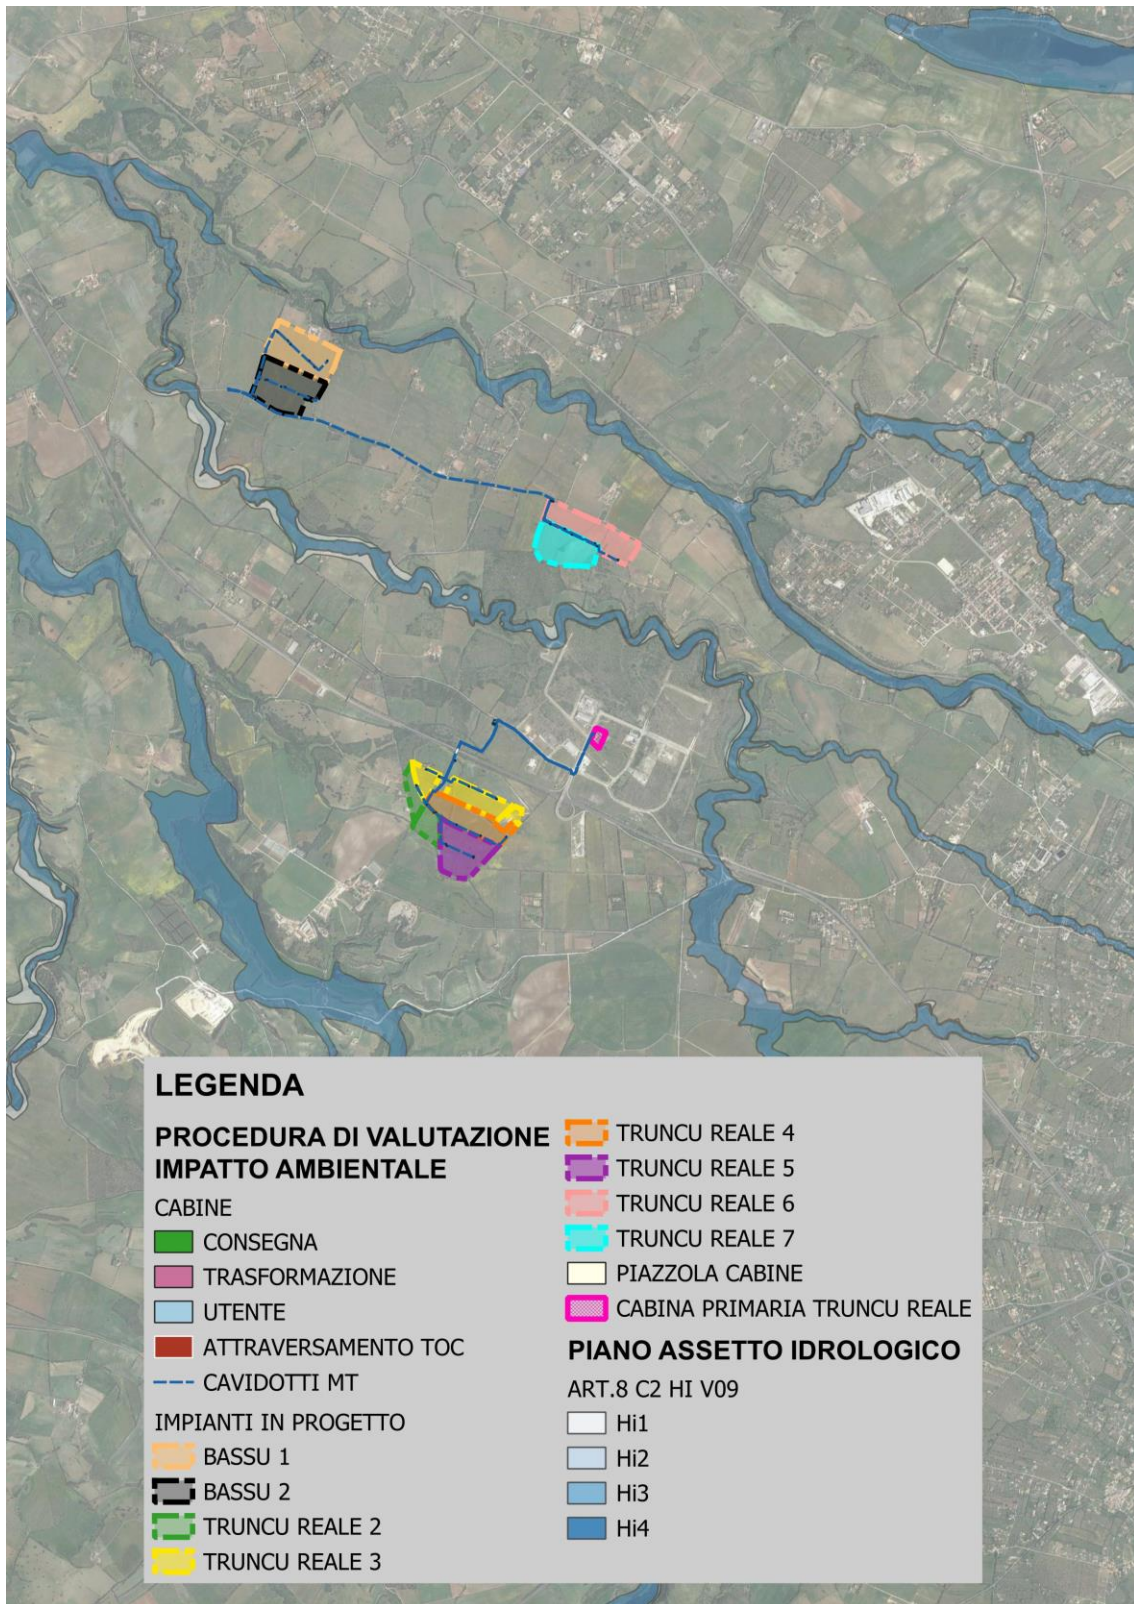 LEGENDA
PROCEDURA DI VALUTAZIONE
IMPATTO AMBIENTALE
CABINE
CONSEGNA
TRASFORMAZIONE
UTENTE
ATTRAVERSAMENTO TOC
CAVIDOTTI MT
IMPIANTI IN PROGETTO
BASSU 1
BASSU 2
TRUNCU REALE 2
TRUNCU REALE 3
TRUNCU REALE 4
TRUNCU REALE 5
TRUNCU REALE 6
TRUNCU REALE 7
PIAZZOLA CABINE
CABINA PRIMARIA TRUNCU REALE
PIANO ASSETTO IDROLOGICO
ART.8 C2 HI V09
Hi1
Hi2
Hi3
Hi4